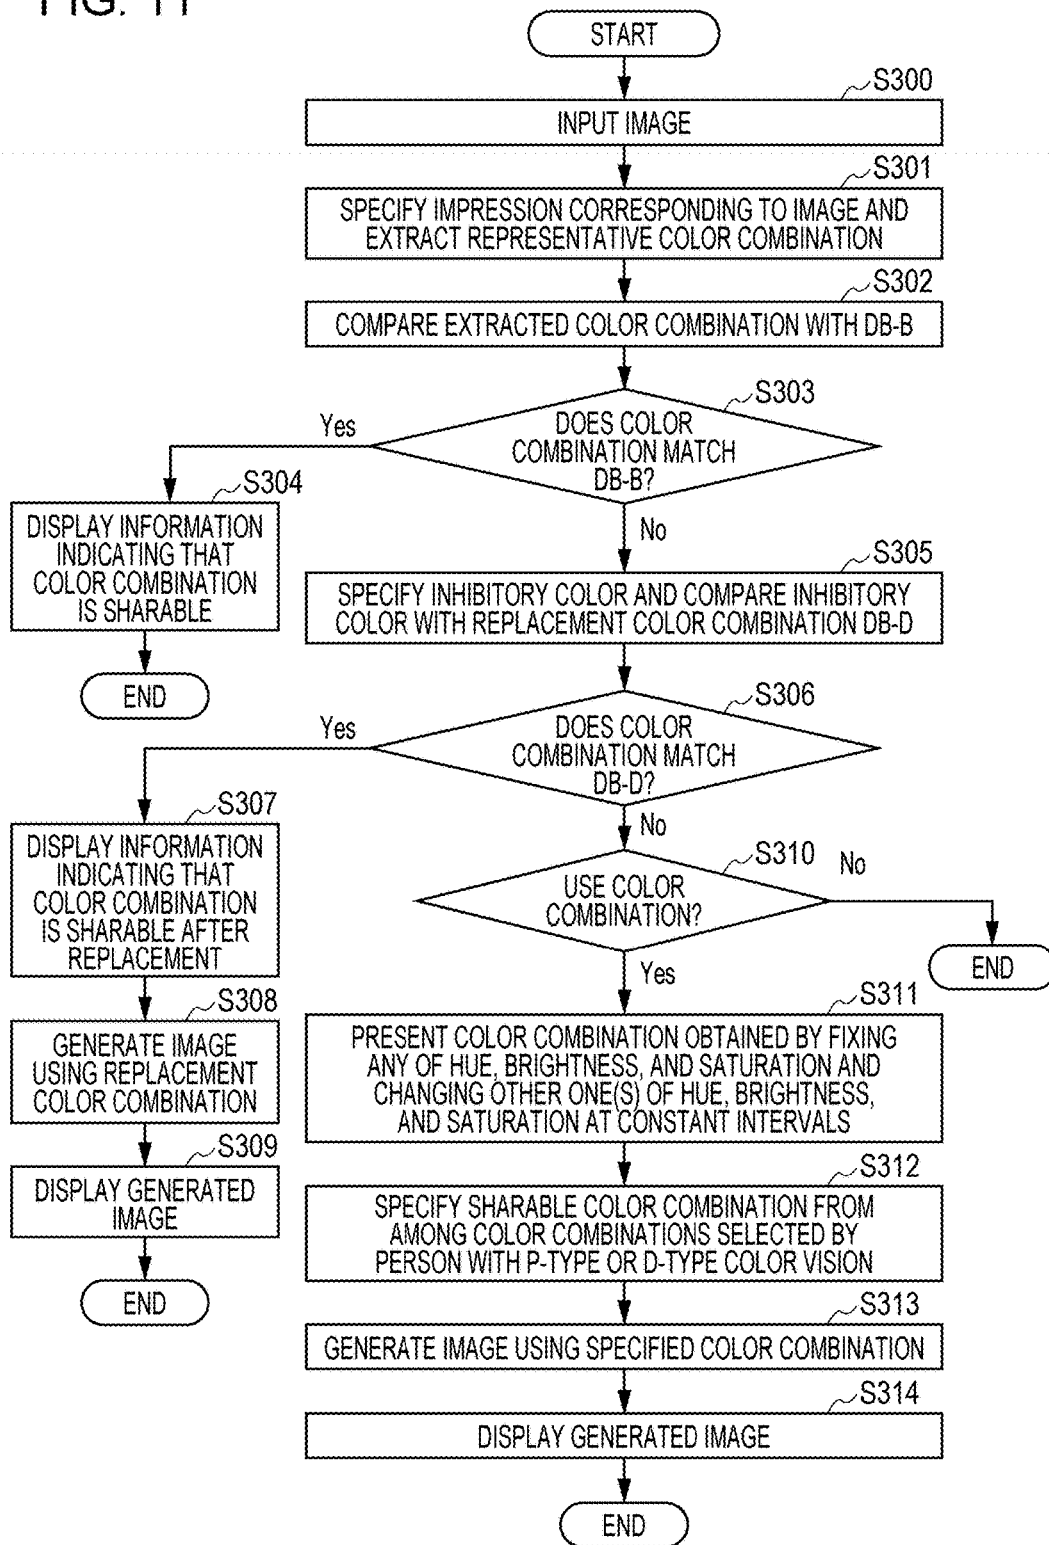 FIG. 11
START
S300
INPUT IMAGE
S301
SPECIFY IMPRESSION CORRESPONDING TO IMAGE AND
EXTRACT REPRESENTATIVE COLOR COMBINATION
S302
COMPARE EXTRACTED COLOR COMBINATION WITH DB-B
S303
DOES COLOR
COMBINATION MATCH
DB-B?
Yes
No
S304
DISPLAY INFORMATION
INDICATING THAT
COLOR COMBINATION
IS SHARABLE
END
S305
SPECIFY INHIBITORY COLOR AND COMPARE INHIBITORY
COLOR WITH REPLACEMENT COLOR COMBINATION DB-D
S306
DOES COLOR
COMBINATION MATCH
DB-D?
Yes
No
S307
DISPLAY INFORMATION
INDICATING THAT
COLOR COMBINATION
IS SHARABLE AFTER
REPLACEMENT
S308
GENERATE IMAGE
USING REPLACEMENT
COLOR COMBINATION
S309
DISPLAY GENERATED
IMAGE
END
S310
USE COLOR
COMBINATION?
No
END
Yes
S311
PRESENT COLOR COMBINATION OBTAINED BY FIXING
ANY OF HUE, BRIGHTNESS, AND SATURATION AND
CHANGING OTHER ONE(S) OF HUE, BRIGHTNESS,
AND SATURATION AT CONSTANT INTERVALS
S312
SPECIFY SHARABLE COLOR COMBINATION FROM
AMONG COLOR COMBINATIONS SELECTED BY
PERSON WITH P-TYPE OR D-TYPE COLOR VISION
S313
GENERATE IMAGE USING SPECIFIED COLOR COMBINATION
S314
DISPLAY GENERATED IMAGE
END